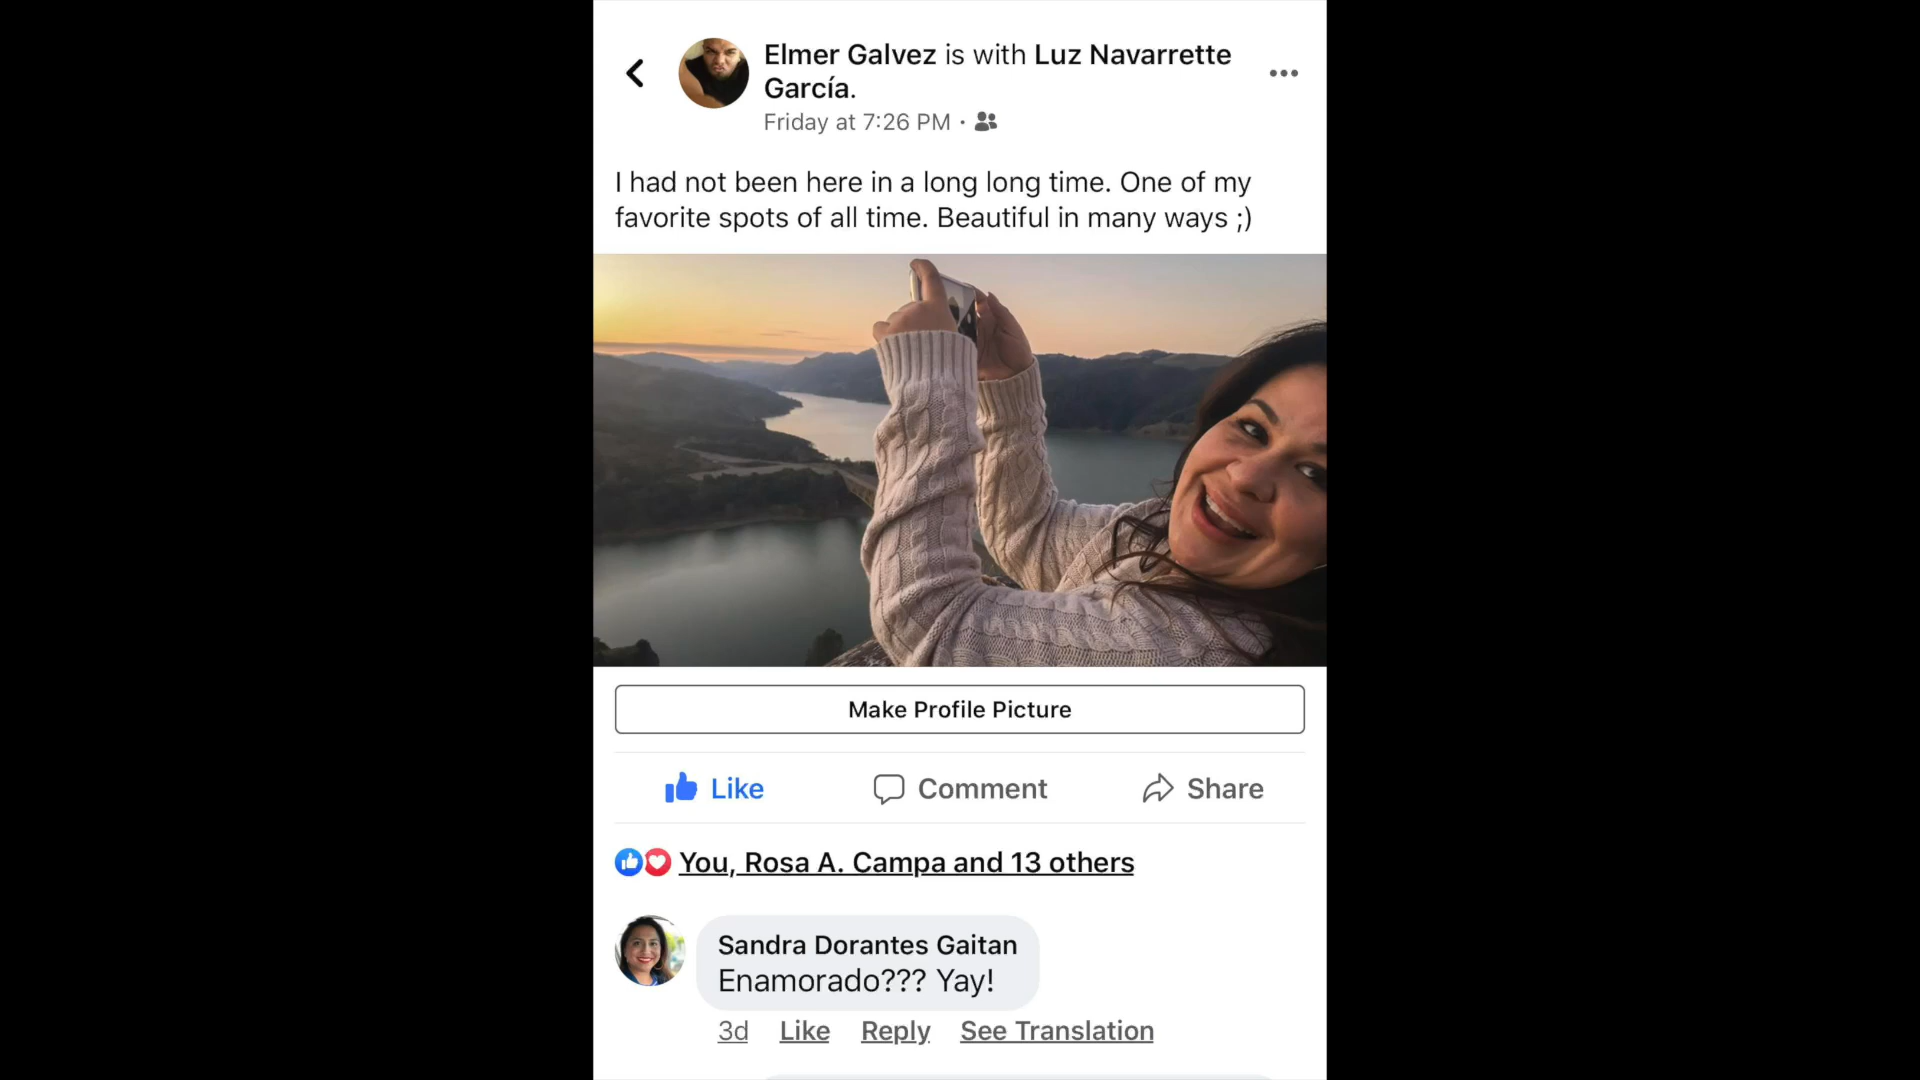 Elmer Galvez is with Luz Navarrette
García.
Friday at 7:26 PM ·
I had not been here in a long long time. One of my
favorite spots of all time. Beautiful in many ways ;)
Make Profile Picture
Like Comment Share
You, Rosa A. Campa and 13 others
Sandra Dorantes Gaitan
Enamorado??? Yay!
3d Like Reply See Translation